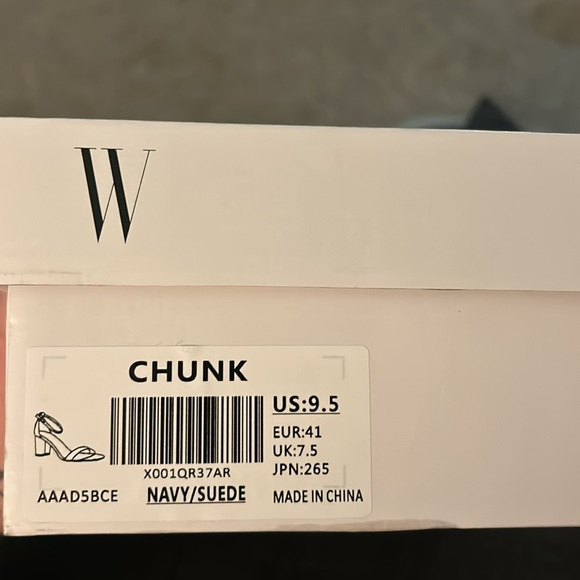 W
CHUNK
US:9.5
EUR:41
UK:7.5
JPN:265
X001QR37AR
AAAD5BCE
NAVY/SUEDE
MADE IN CHINA